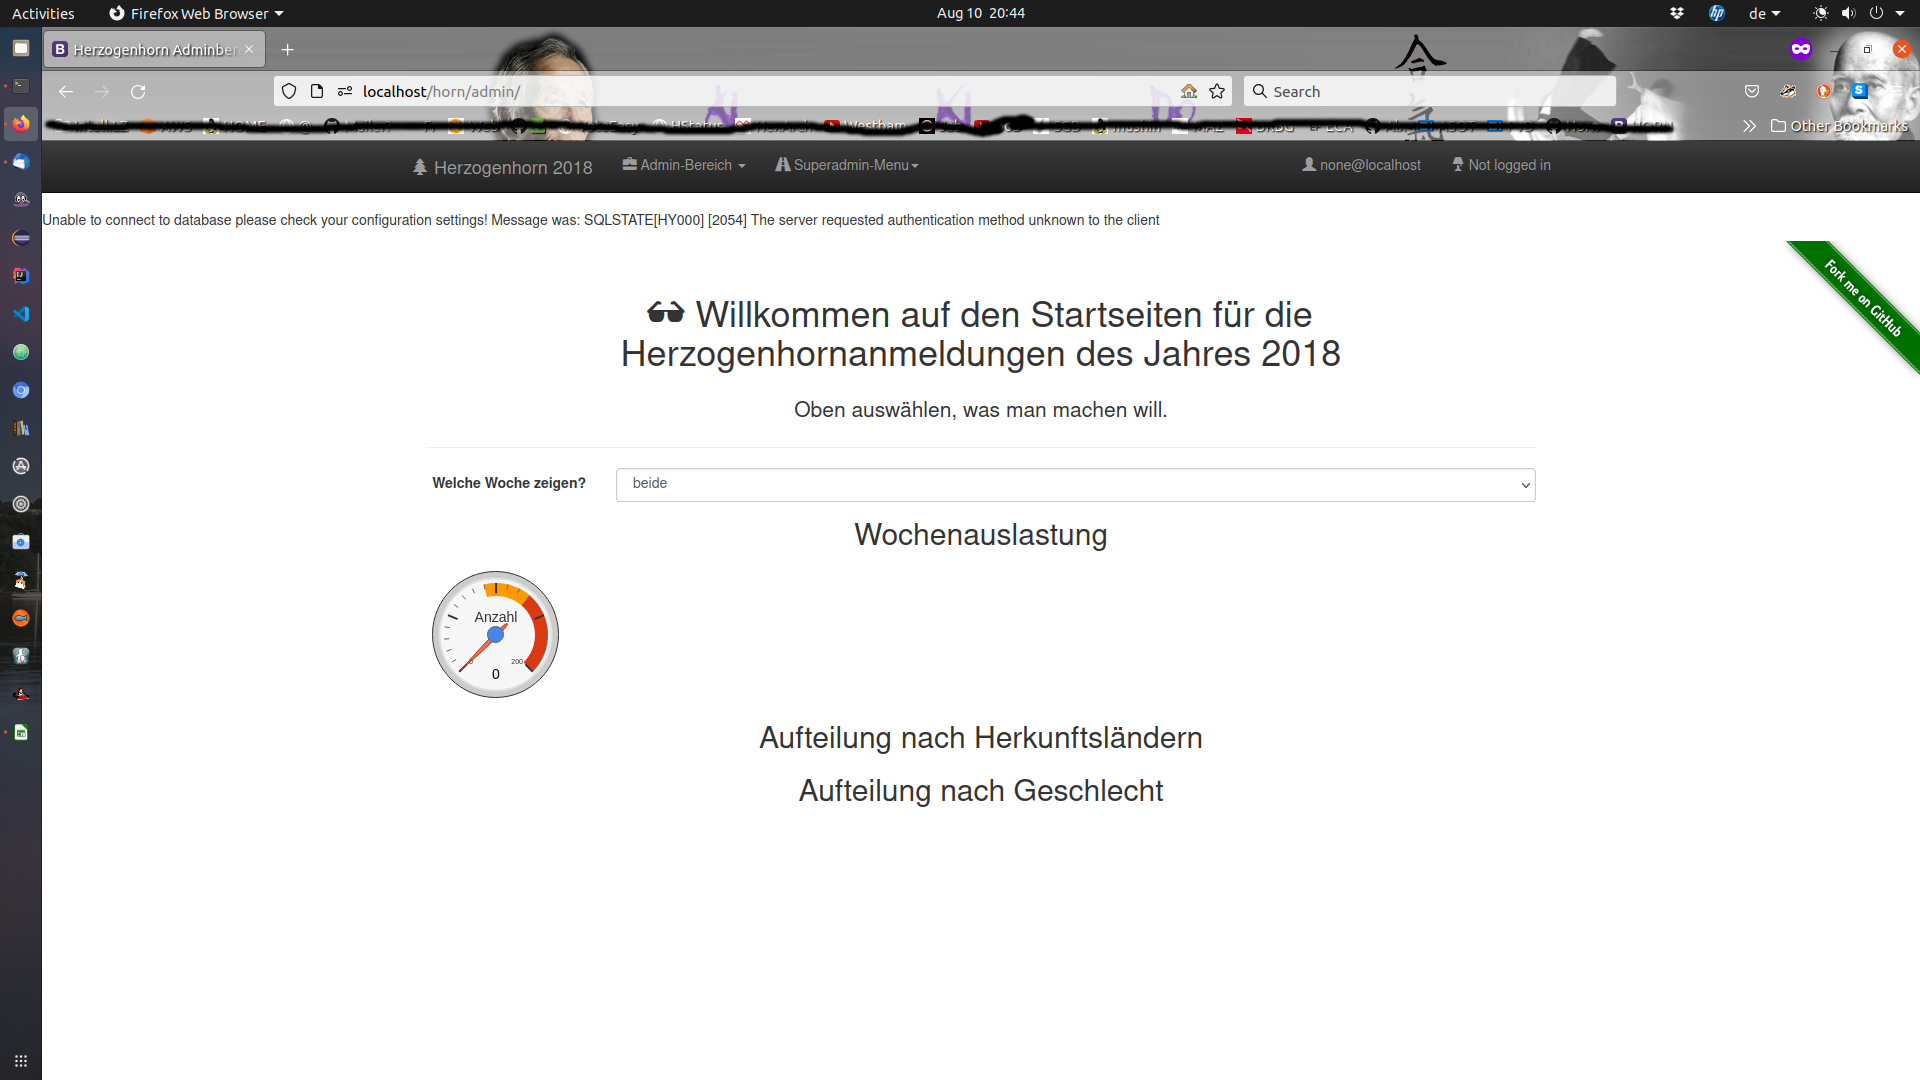 Activities
Firefox Web Browser
Aug 10 20:44
de
Herzogenhorn Adminber
localhost/horn/admin/
Search
Other Bookmarks
Herzogenhorn 2018
Admin-Bereich
Superadmin-Menu
none@localhost
Not logged in
Unable to connect to database please check your configuration settings! Message was: SQLSTATE[HY000] [2054] The server requested authentication method unknown to the client
Fork me on GitHub
Willkommen auf den Startseiten für die
Herzogenhornanmeldungen des Jahres 2018
Oben auswählen, was man machen will.
Welche Woche zeigen?
beide
Wochenauslastung
Anzahl
200
0
Aufteilung nach Herkunftsländern
Aufteilung nach Geschlecht